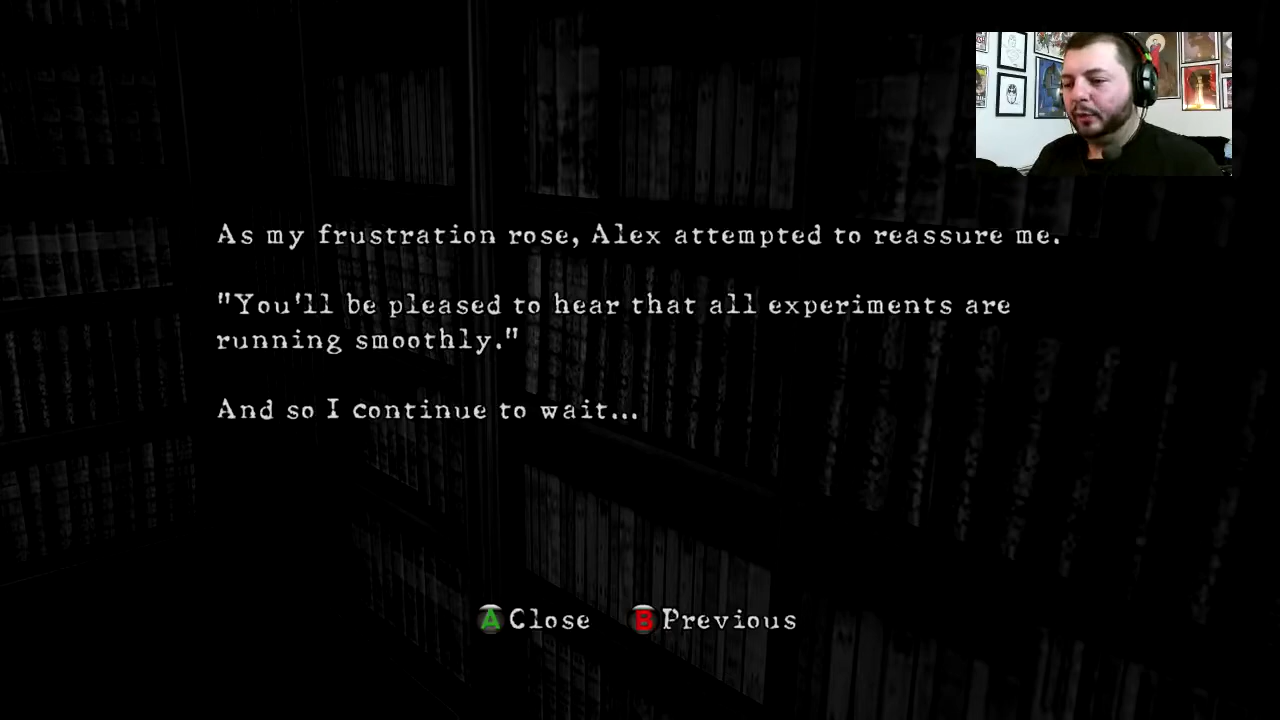 As my frustration rose, Alex attempted to reassure me.
"You'll be pleased to hear that all experiments are
running smoothly."
And so I continue to wait...
A Close B Previous